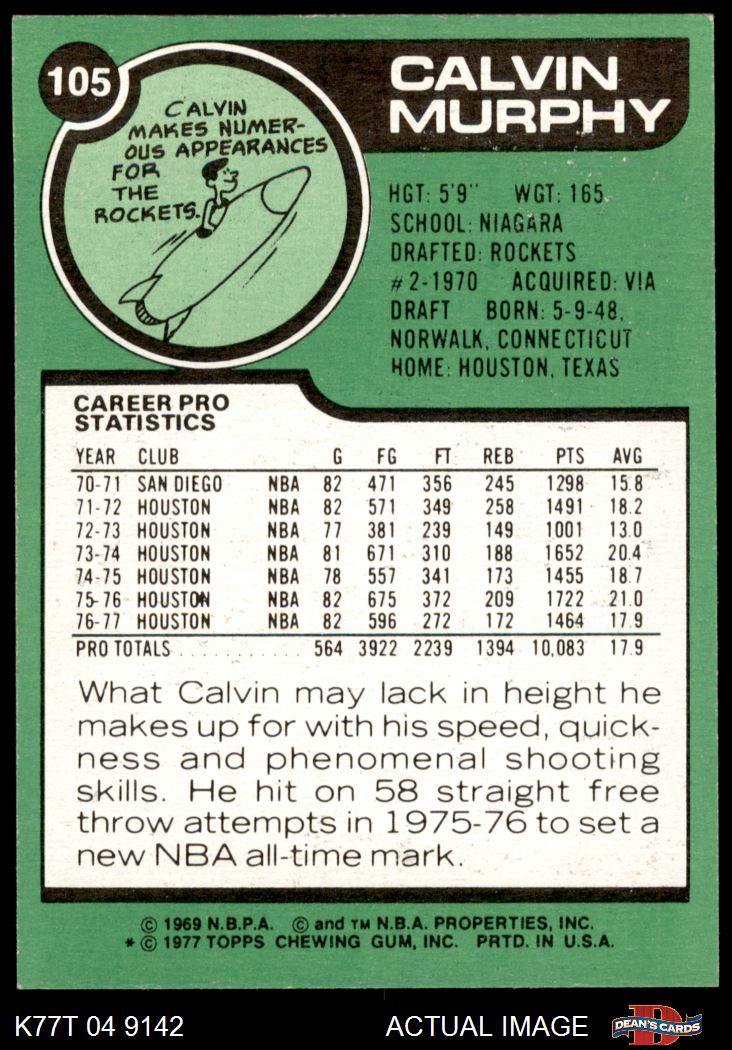 105
CALVIN
MURPHY
CALVIN
MAKES NUMER-
OUS APPEARANCES
FOR
THE
ROCKETS.
HGT: 5'9" WGT: 165
SCHOOL: NIAGARA
DRAFTED: ROCKETS
#2-1970 ACQUIRED: VIA
DRAFT BORN: 5-9-48,
NORWALK, CONNECTICUT
HOME: HOUSTON, TEXAS
CAREER PRO
STATISTICS
YEAR CLUB G FG FT REB PTS AVG
70-71 SAN DIEGO NBA 82 471 356 245 1298 15.8
71-72 HOUSTON NBA 82 571 349 258 1491 18.2
72-73 HOUSTON NBA 77 381 239 149 1001 13.0
73-74 HOUSTON NBA 81 671 310 188 1652 20.4
74-75 HOUSTON NBA 78 557 341 173 1455 18.7
75-76 HOUSTON NBA 82 675 372 209 1722 21.0
76-77 HOUSTON NBA 82 596 272 172 1464 17.9
PRO TOTALS . . . . . . . . . . . 564 3922 2239 1394 10,083 17.9
What Calvin may lack in height he
makes up for with his speed, quick-
ness and phenomenal shooting
skills. He hit on 58 straight free
throw attempts in 1975-76 to set a
new NBA all-time mark.
© 1969 N.B.P.A. © and TM N.B.A. PROPERTIES, INC.
* © 1977 TOPPS CHEWING GUM, INC. PRTD. IN U.S.A.
K77T 04 9142 ACTUAL IMAGE D DEAN'S CARDS